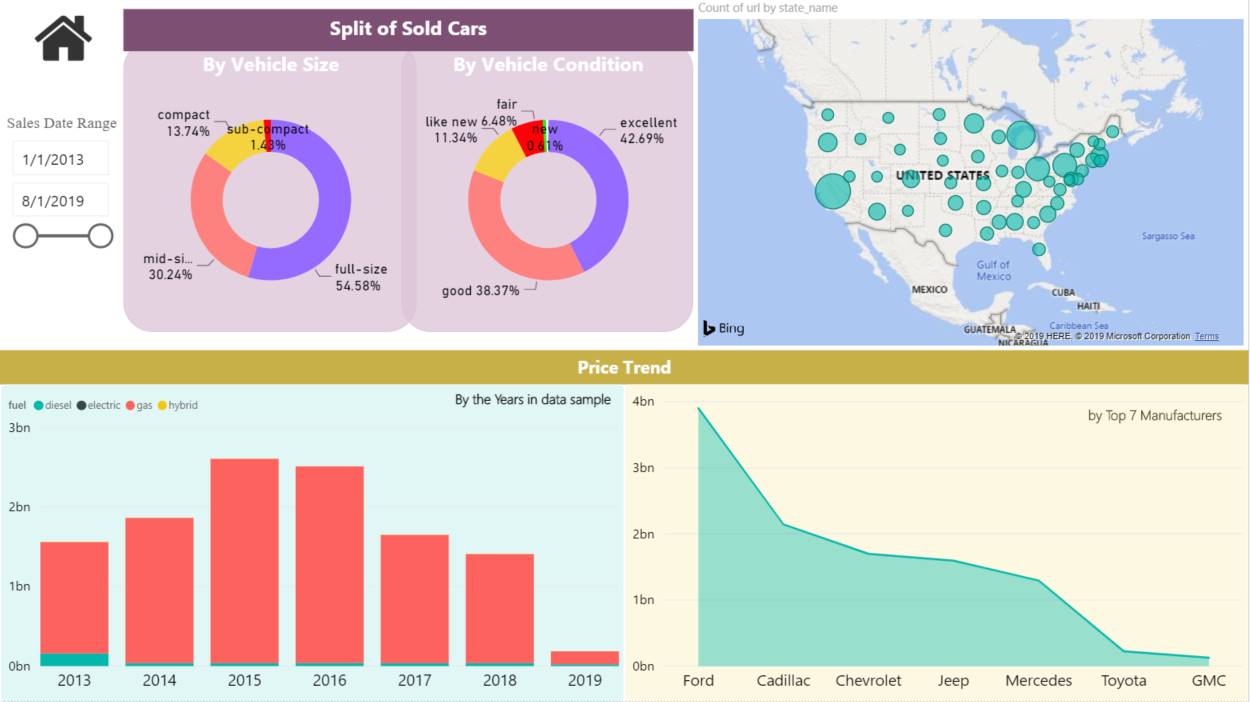 Count of url by state_name
Split of Sold Cars
By Vehicle Size
By Vehicle Condition
Sales Date Range
1/1/2013
8/1/2019
compact
13.74%
sub-compact
1.43%
mid-si...
30.24%
full-size
54.58%
fair
6.48%
like new
11.34%
new
0.61%
excellent
42.69%
good 38.37%
UNITED STATES
Sargasso Sea
Gulf of
Mexico
MEXICO
CUBA
HAITI
GUATEMALA
Caribbean Sea
NICARAGUA
Bing
© 2019 HERE. © 2019 Microsoft Corporation Terms
Price Trend
fuel diesel electric gas hybrid
By the Years in data sample
3bn
2bn
1bn
0bn
2013 2014 2015 2016 2017 2018 2019
by Top 7 Manufacturers
4bn
3bn
2bn
1bn
0bn
Ford Cadillac Chevrolet Jeep Mercedes Toyota GMC